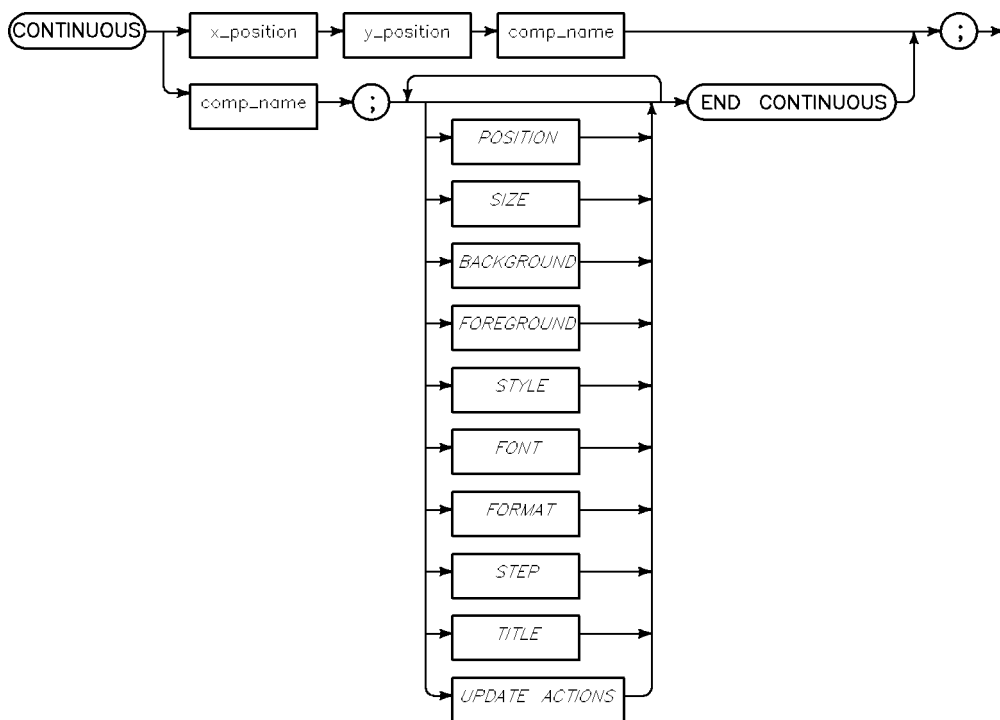 CONTINUOUS x_position y_position comp_name ;
comp_name ; END CONTINUOUS
POSITION
SIZE
BACKGROUND
FOREGROUND
STYLE
FONT
FORMAT
STEP
TITLE
UPDATE ACTIONS